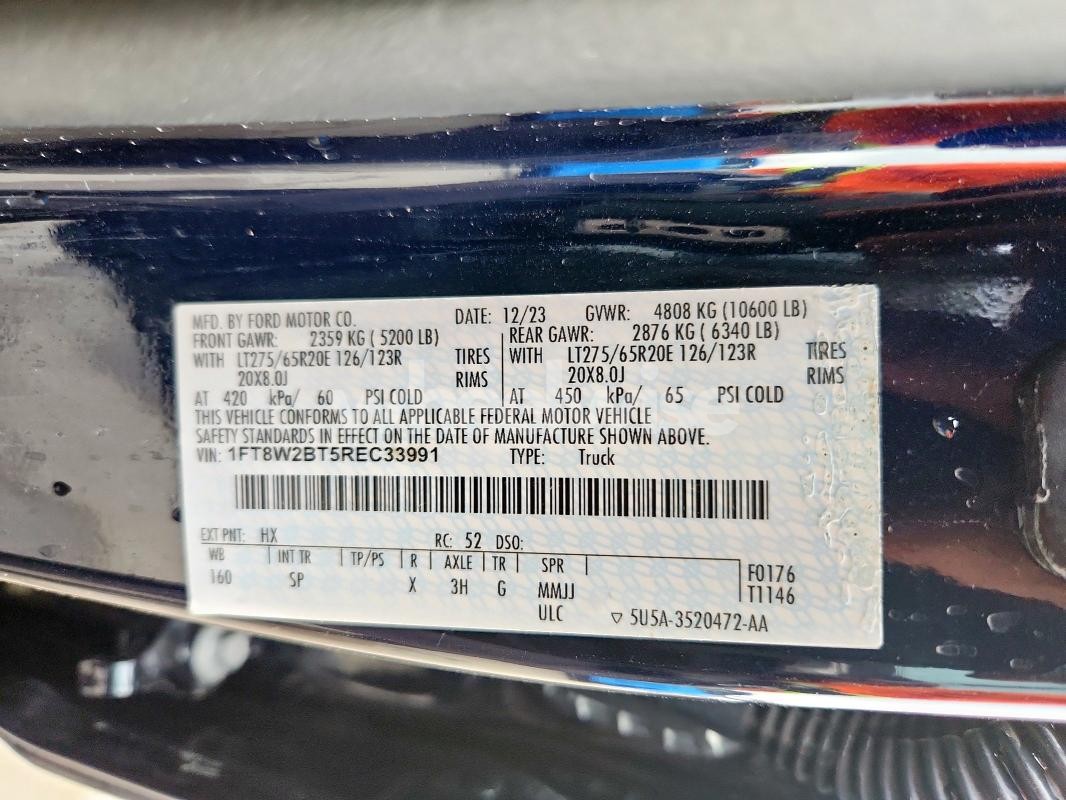 MFD. BY FORD MOTOR CO. DATE: 12/23 GVWR: 4808 KG (10600 LB)
FRONT GAWR: 2359 KG ( 5200 LB) REAR GAWR: 2876 KG ( 6340 LB)
WITH LT275/65R20E 126/123R TIRES WITH LT275/65R20E 126/123R TIRES
20X8.0J RIMS 20X8.0J RIMS
AT 420 kPa/ 60 PSI COLD AT 450 kPa/ 65 PSI COLD
THIS VEHICLE CONFORMS TO ALL APPLICABLE FEDERAL MOTOR VEHICLE
SAFETY STANDARDS IN EFFECT ON THE DATE OF MANUFACTURE SHOWN ABOVE.
VIN: 1FT8W2BT5REC33991 TYPE: Truck
EXT PNT: HX RC: 52 DSO:
WB INT TR TP/PS R AXLE TR SPR
160 SP X 3H G MMJJ F0176
ULC T1146
▽ 5U5A-3520472-AA